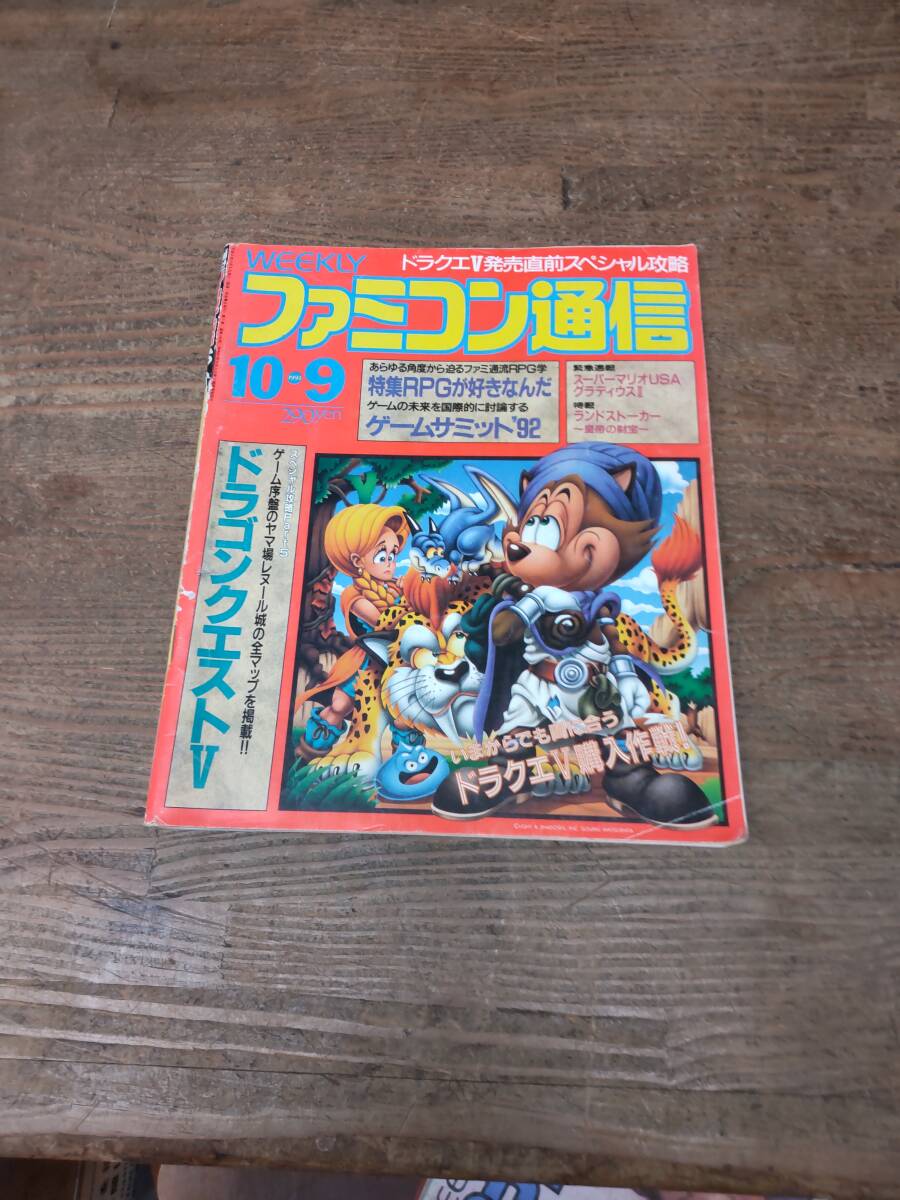 WEEKLY
ドラクエV発売直前スペシャル攻略
ファミコン通信
10 1992 9
290yen
あらゆる角度から迫るファミ通流RPG学
特集RPGが好きなんだ
ゲームの未来を国際的に討論する
ゲームサミット'92
緊急速報
スーパーマリオUSA
グラディウスII
特報
ランドストーカー
~皇帝の財宝~
スペシャル攻略Part5
ゲーム序盤のヤマ場レヌール城の全マップを掲載!!
ドラゴンクエストV
いまからでも間に合う
ドラクエV購入作戦!